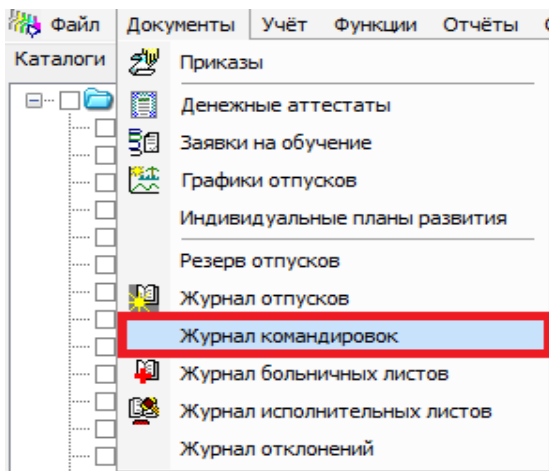 Файл Документы Учёт Функции Отчёты
Каталоги
Приказы
Денежные аттестаты
Заявки на обучение
Графики отпусков
Индивидуальные планы развития
Резерв отпусков
Журнал отпусков
Журнал командировок
Журнал больничных листов
Журнал исполнительных листов
Журнал отклонений